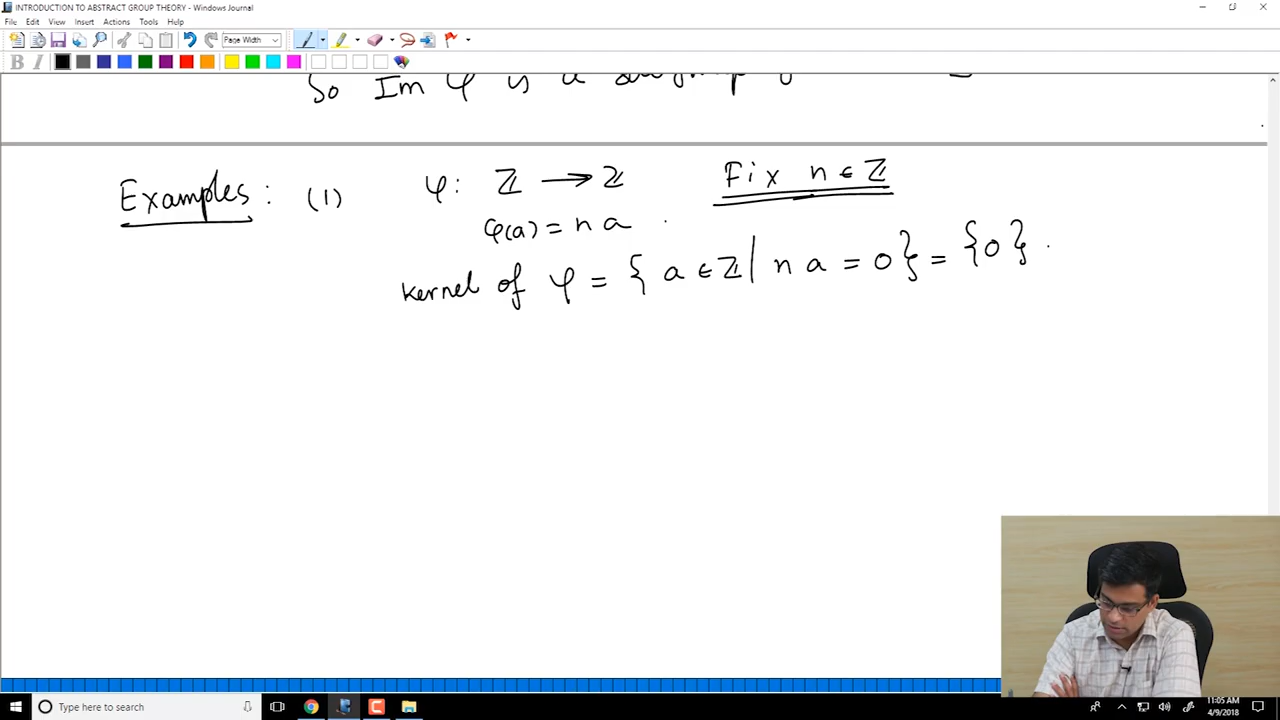 INTRODUCTION TO ABSTRACT GROUP THEORY - Windows Journal
File Edit View Insert Actions Tools Help
Page Width
B I
So Im φ is a
Examples: (1) φ: ℤ → ℤ Fix n ∈ ℤ
φ(a) = n a
kernel of φ = { a ∈ ℤ | n a = 0 } = {0}.
Type here to search
11:05 AM
4/9/2018